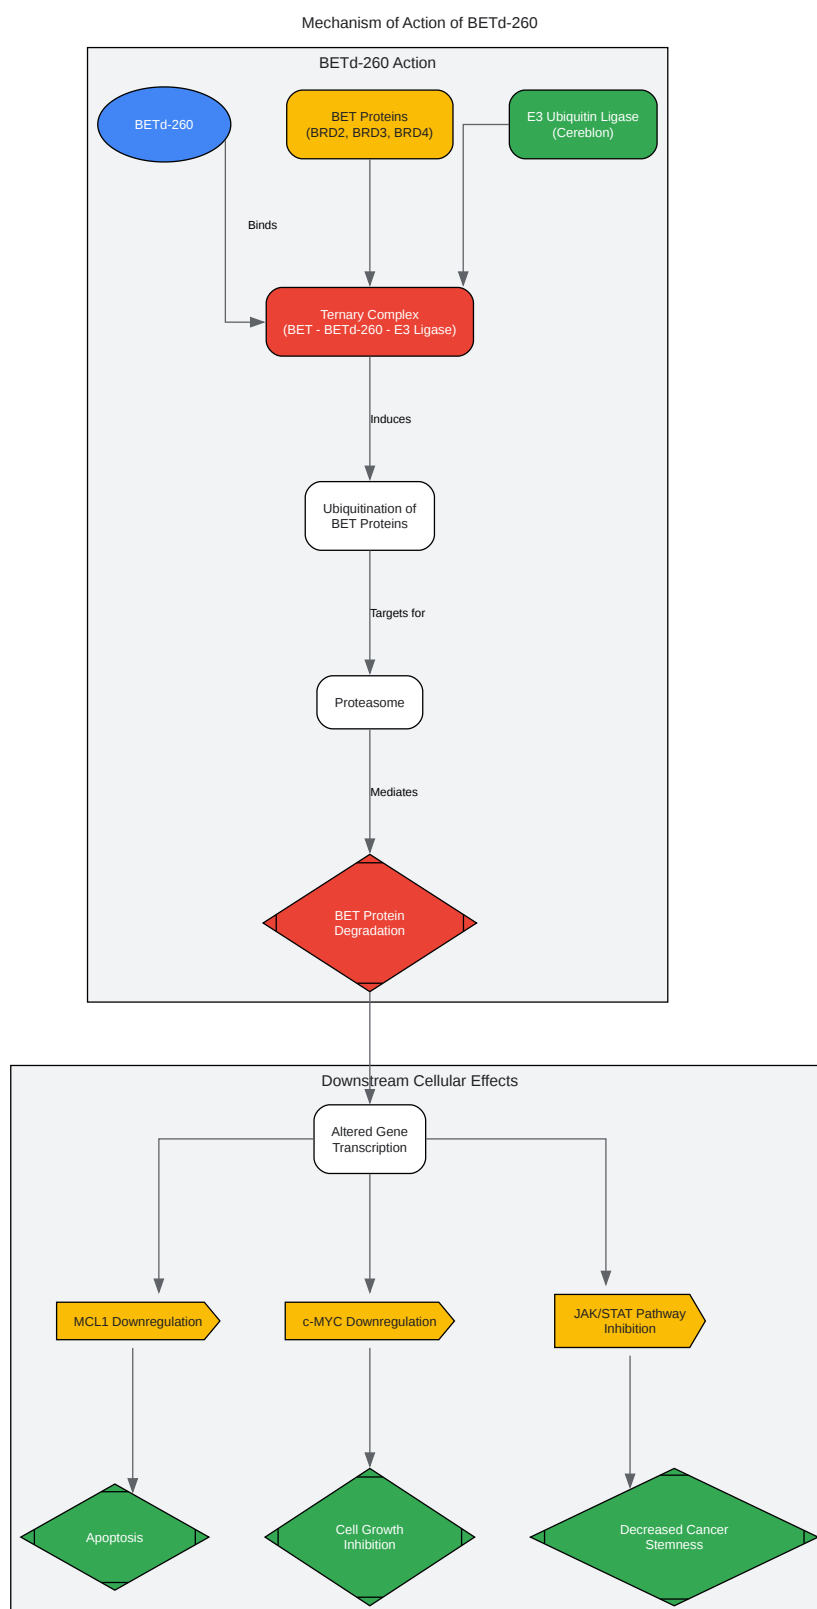 Mechanism of Action of BETd-260
BETd-260 Action
BETd-260
BET Proteins
(BRD2, BRD3, BRD4)
E3 Ubiquitin Ligase
(Cereblon)
Binds
Ternary Complex
(BET - BETd-260 - E3 Ligase)
Induces
Ubiquitination of
BET Proteins
Targets for
Proteasome
Mediates
BET Protein
Degradation
Downstream Cellular Effects
Altered Gene
Transcription
MCL1 Downregulation
c-MYC Downregulation
JAK/STAT Pathway
Inhibition
Apoptosis
Cell Growth
Inhibition
Decreased Cancer
Stemness